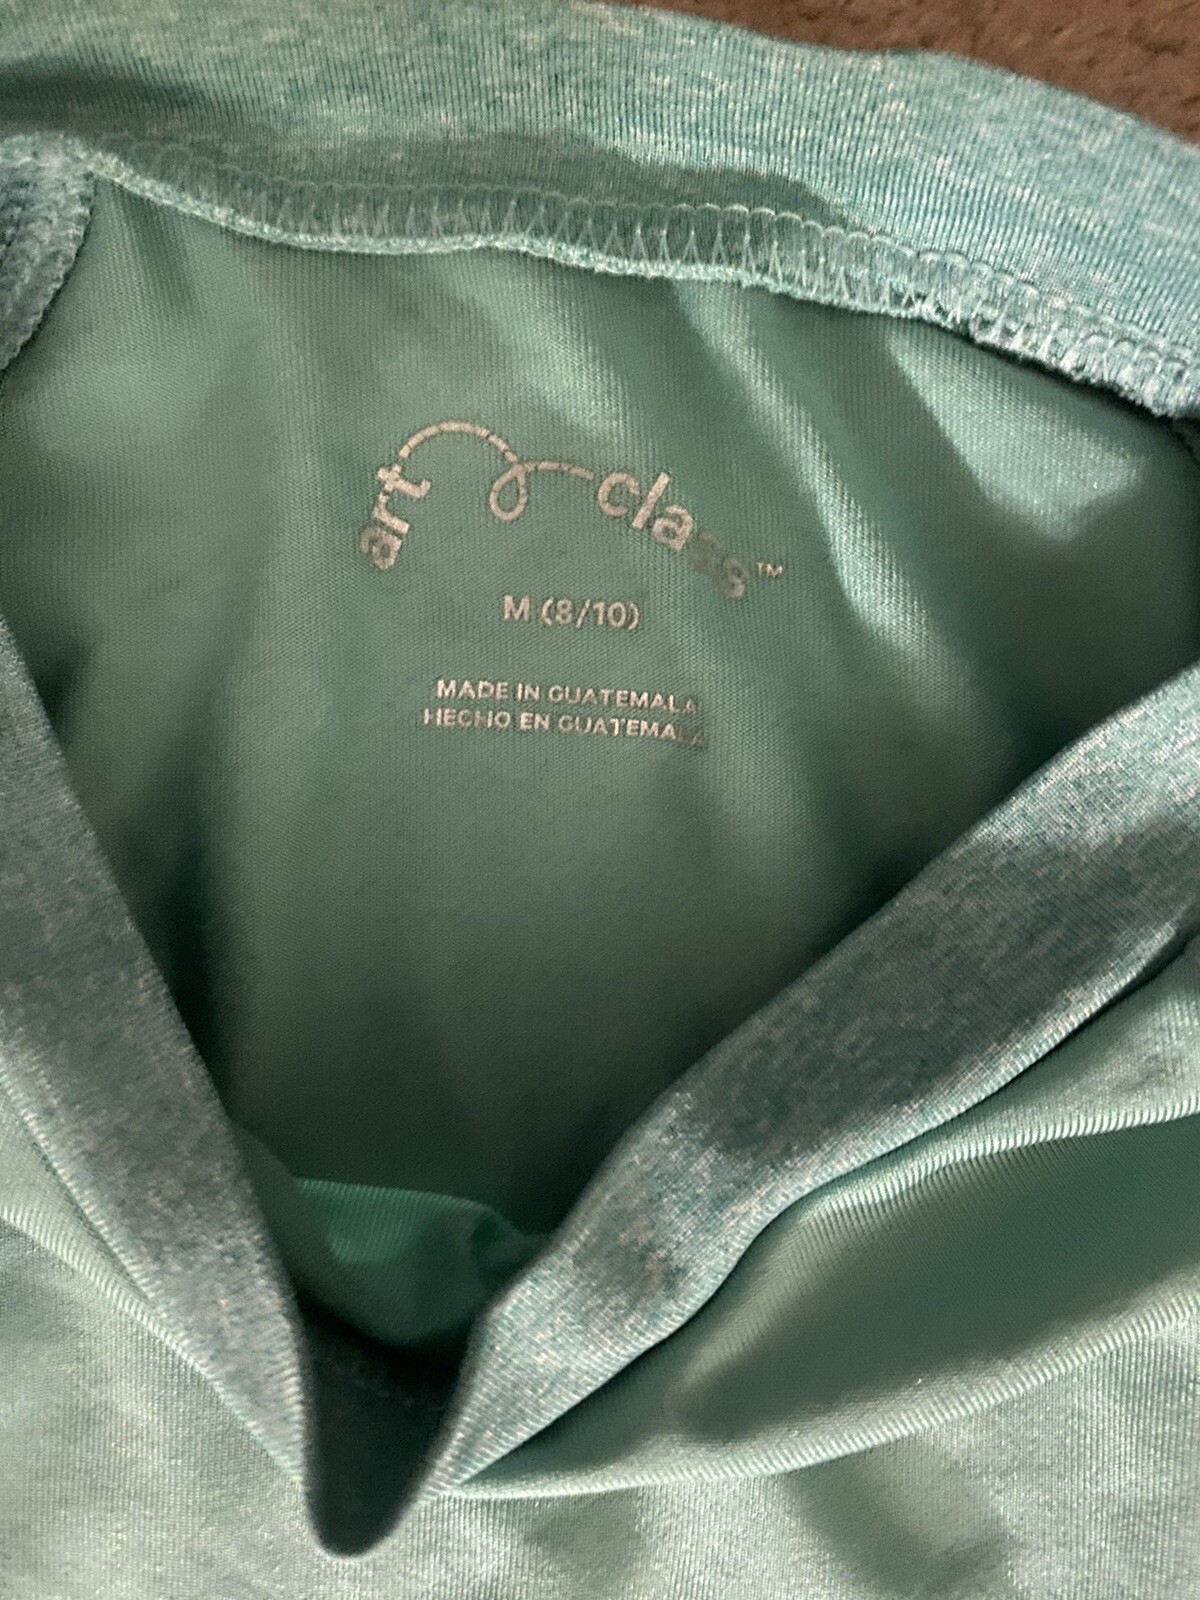 art class™
M (8/10)
MADE IN GUATEMALA
HECHO EN GUATEMALA